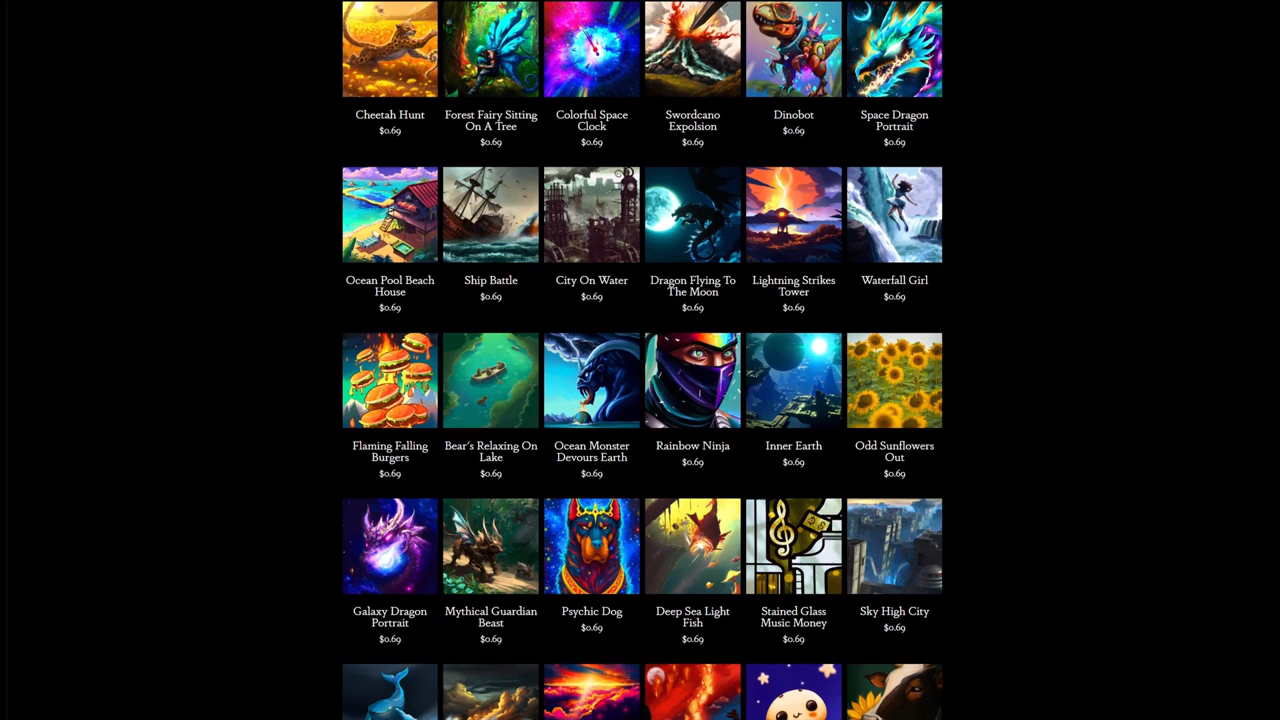 Cheetah Hunt
$0.69
Forest Fairy Sitting
On A Tree
$0.69
Colorful Space
Clock
$0.69
Swordcano
Expolsion
$0.69
Dinobot
$0.69
Space Dragon
Portrait
$0.69
Ocean Pool Beach
House
$0.69
Ship Battle
$0.69
City On Water
$0.69
Dragon Flying To
The Moon
$0.69
Lightning Strikes
Tower
$0.69
Waterfall Girl
$0.69
Flaming Falling
Burgers
$0.69
Bear's Relaxing On
Lake
$0.69
Ocean Monster
Devours Earth
$0.69
Rainbow Ninja
$0.69
Inner Earth
$0.69
Odd Sunflowers
Out
$0.69
Galaxy Dragon
Portrait
$0.69
Mythical Guardian
Beast
$0.69
Psychic Dog
$0.69
Deep Sea Light
Fish
$0.69
Stained Glass
Music Money
$0.69
Sky High City
$0.69